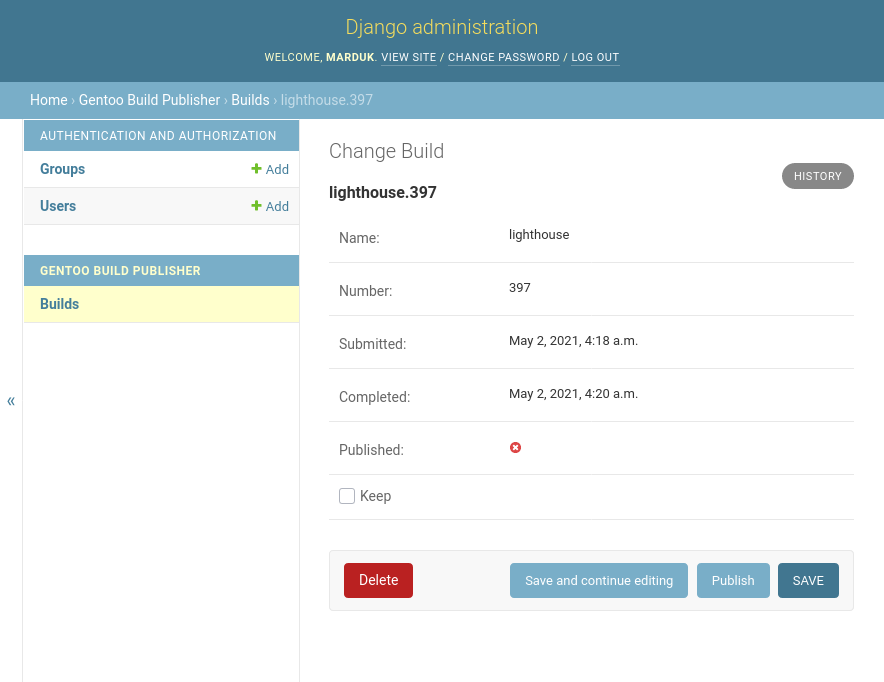 Django administration
WELCOME, MARDUK. VIEW SITE / CHANGE PASSWORD / LOG OUT
Home › Gentoo Build Publisher › Builds › lighthouse.397
AUTHENTICATION AND AUTHORIZATION
Groups + Add
Users + Add
GENTOO BUILD PUBLISHER
Builds
«
Change Build
HISTORY
lighthouse.397
Name: lighthouse
Number: 397
Submitted: May 2, 2021, 4:18 a.m.
Completed: May 2, 2021, 4:20 a.m.
Published:
Keep
Delete Save and continue editing Publish SAVE